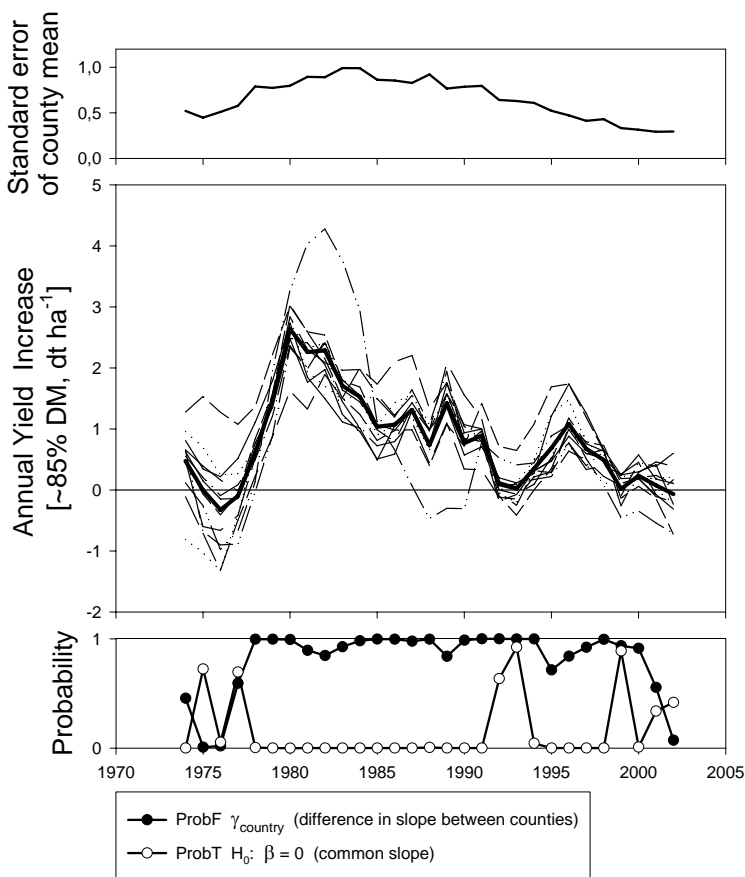 Standard error
of county mean
1,0
0,5
0,0
Annual Yield Increase
[~85% DM, dt ha⁻¹]
5
4
3
2
1
0
-1
-2
Probability
1
0
1970 1975 1980 1985 1990 1995 2000 2005
ProbF γcountry (difference in slope between counties)
ProbT H₀: β = 0 (common slope)